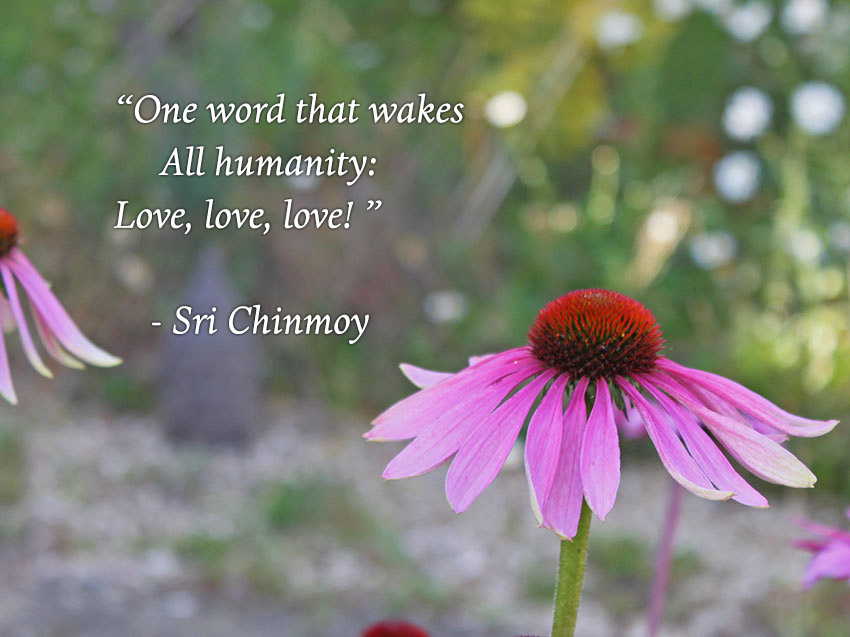 “One word that wakes
All humanity:
Love, love, love! ”
- Sri Chinmoy